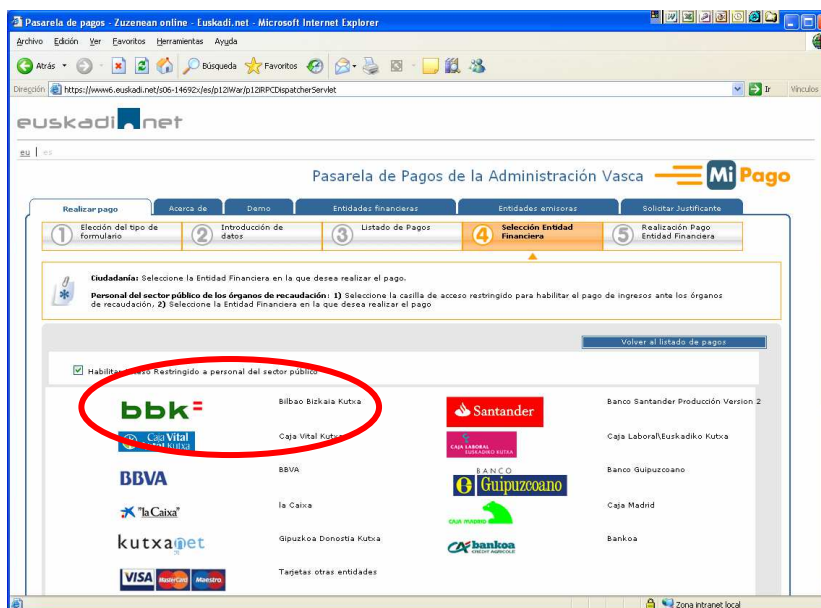 Pasarela de pagos - Zuzenean online - Euskadi.net - Microsoft Internet Explorer
Archivo Edición Ver Favoritos Herramientas Ayuda
Atrás Búsqueda Favoritos
Dirección https://www6.euskadi.net/s06-14692x/es/p12iWar/p12iRPCDispatcherServlet Ir Vínculos
euskadi.net
eu | es
Pasarela de Pagos de la Administración Vasca Mi Pago
Realizar pago Acerca de Demo Entidades financieras Entidades emisoras Solicitar Justificante
1 Elección del tipo de formulario 2 Introducción de datos 3 Listado de Pagos 4 Selección Entidad Financiera 5 Realización Pago Entidad Financiera
Ciudadanía: Seleccione la Entidad Financiera en la que desea realizar el pago.
Personal del sector público de los órganos de recaudación: 1) Seleccione la casilla de acceso restringido para habilitar el pago de ingresos ante los órganos
de recaudación, 2) Seleccione la Entidad Financiera en la que desea realizar el pago
Volver al listado de pagos
Restringido a personal del sector público
bbk Bilbao Bizkaia Kutxa Santander Banco Santander Producción Version 2
Caja Vital Kutxa Caja Vital Kutxa CAJA LABORAL EUSKADIKO KUTXA Caja Laboral\Euskadiko Kutxa
BBVA BBVA BANCO Guipuzcoano Banco Guipuzcoano
"la Caixa" la Caixa CAJA MADRID Caja Madrid
kutxanet Gipuzkoa Donostia Kutxa bankoa CRÉDIT AGRICOLE Bankoa
VISA MasterCard Maestro Tarjetas otras entidades
Zona intranet local